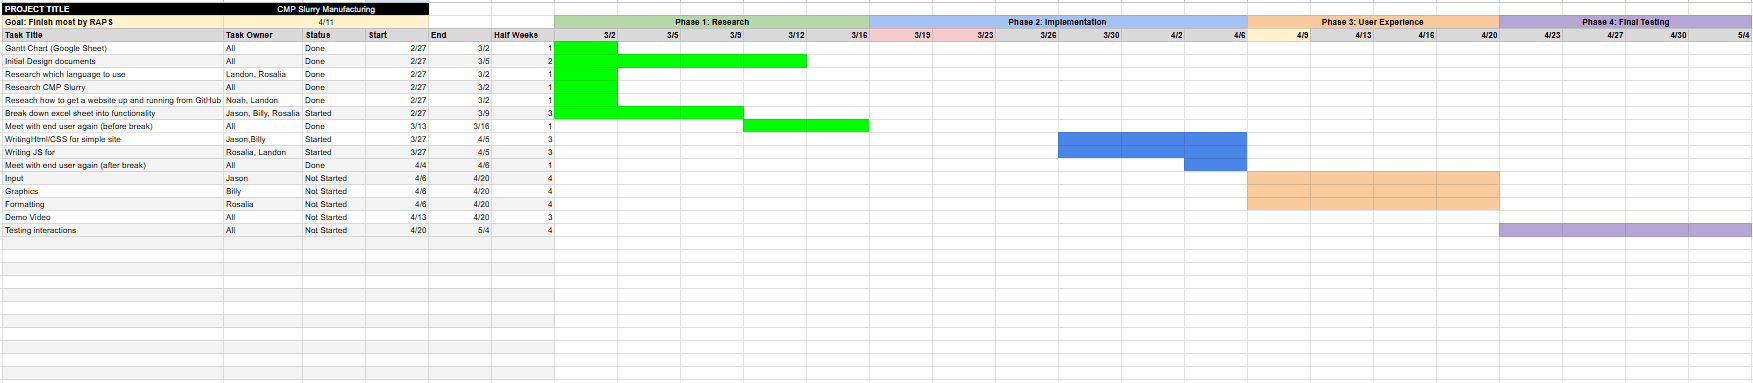 PROJECT TITLE CMP Slurry Manufacturing
Goal: Finish most by RAPS 4/11 Phase 1: Research Phase 2: Implementation Phase 3: User Experience Phase 4: Final Testing
Task Title Task Owner Status Start End Half Weeks 3/2 3/5 3/9 3/12 3/16 3/19 3/23 3/26 3/30 4/2 4/6 4/9 4/13 4/16 4/20 4/23 4/27 4/30 5/4
Gantt Chart (Google Sheet) All Done 2/27 3/2 1
Initial Design documents All Done 2/27 3/5 2
Research which language to use Landon, Rosalia Done 2/27 3/2 1
Research CMP Slurry All Done 2/27 3/2 1
Reseach how to get a website up and running from GitHub Noah, Landon Done 2/27 3/2 1
Break down excel sheet into functionality Jason, Billy, Rosalia Started 2/27 3/9 3
Meet with end user again (before break) All Done 3/13 3/16 1
WritingHtml/CSS for simple site Jason,Billy Started 3/27 4/5 3
Writing JS for Rosalia, Landon Started 3/27 4/5 3
Meet with end user again (after break) All Done 4/4 4/6 1
Input Jason Not Started 4/6 4/20 4
Graphics Billy Not Started 4/6 4/20 4
Formatting Rosalia Not Started 4/6 4/20 4
Demo Video All Not Started 4/13 4/20 3
Testing interactions All Not Started 4/20 5/4 4